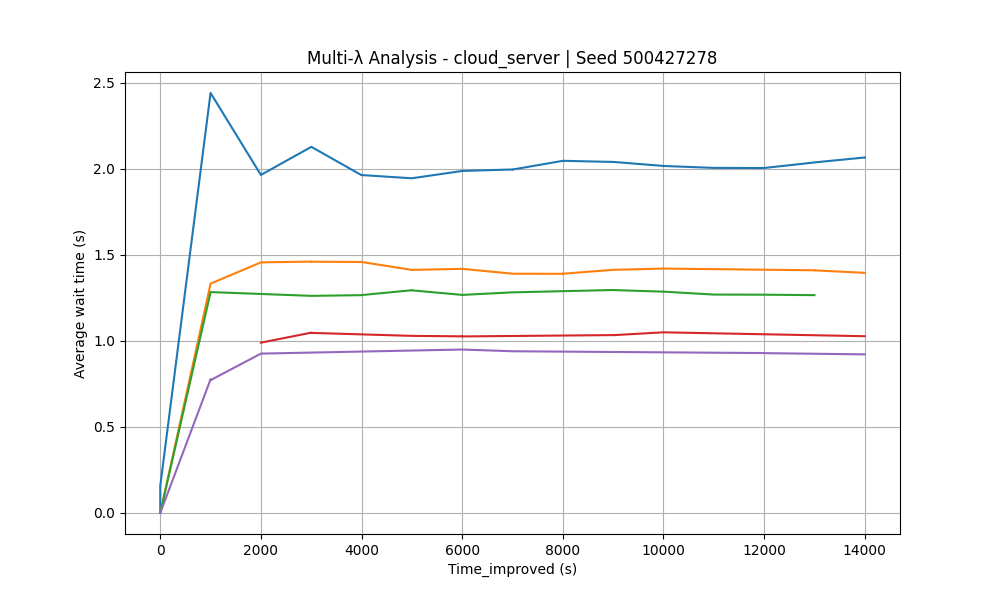 Multi-λ Analysis - cloud_server | Seed 500427278
Average wait time (s)
2.5
2.0
1.5
1.0
0.5
0.0
0 2000 4000 6000 8000 10000 12000 14000
Time_improved (s)